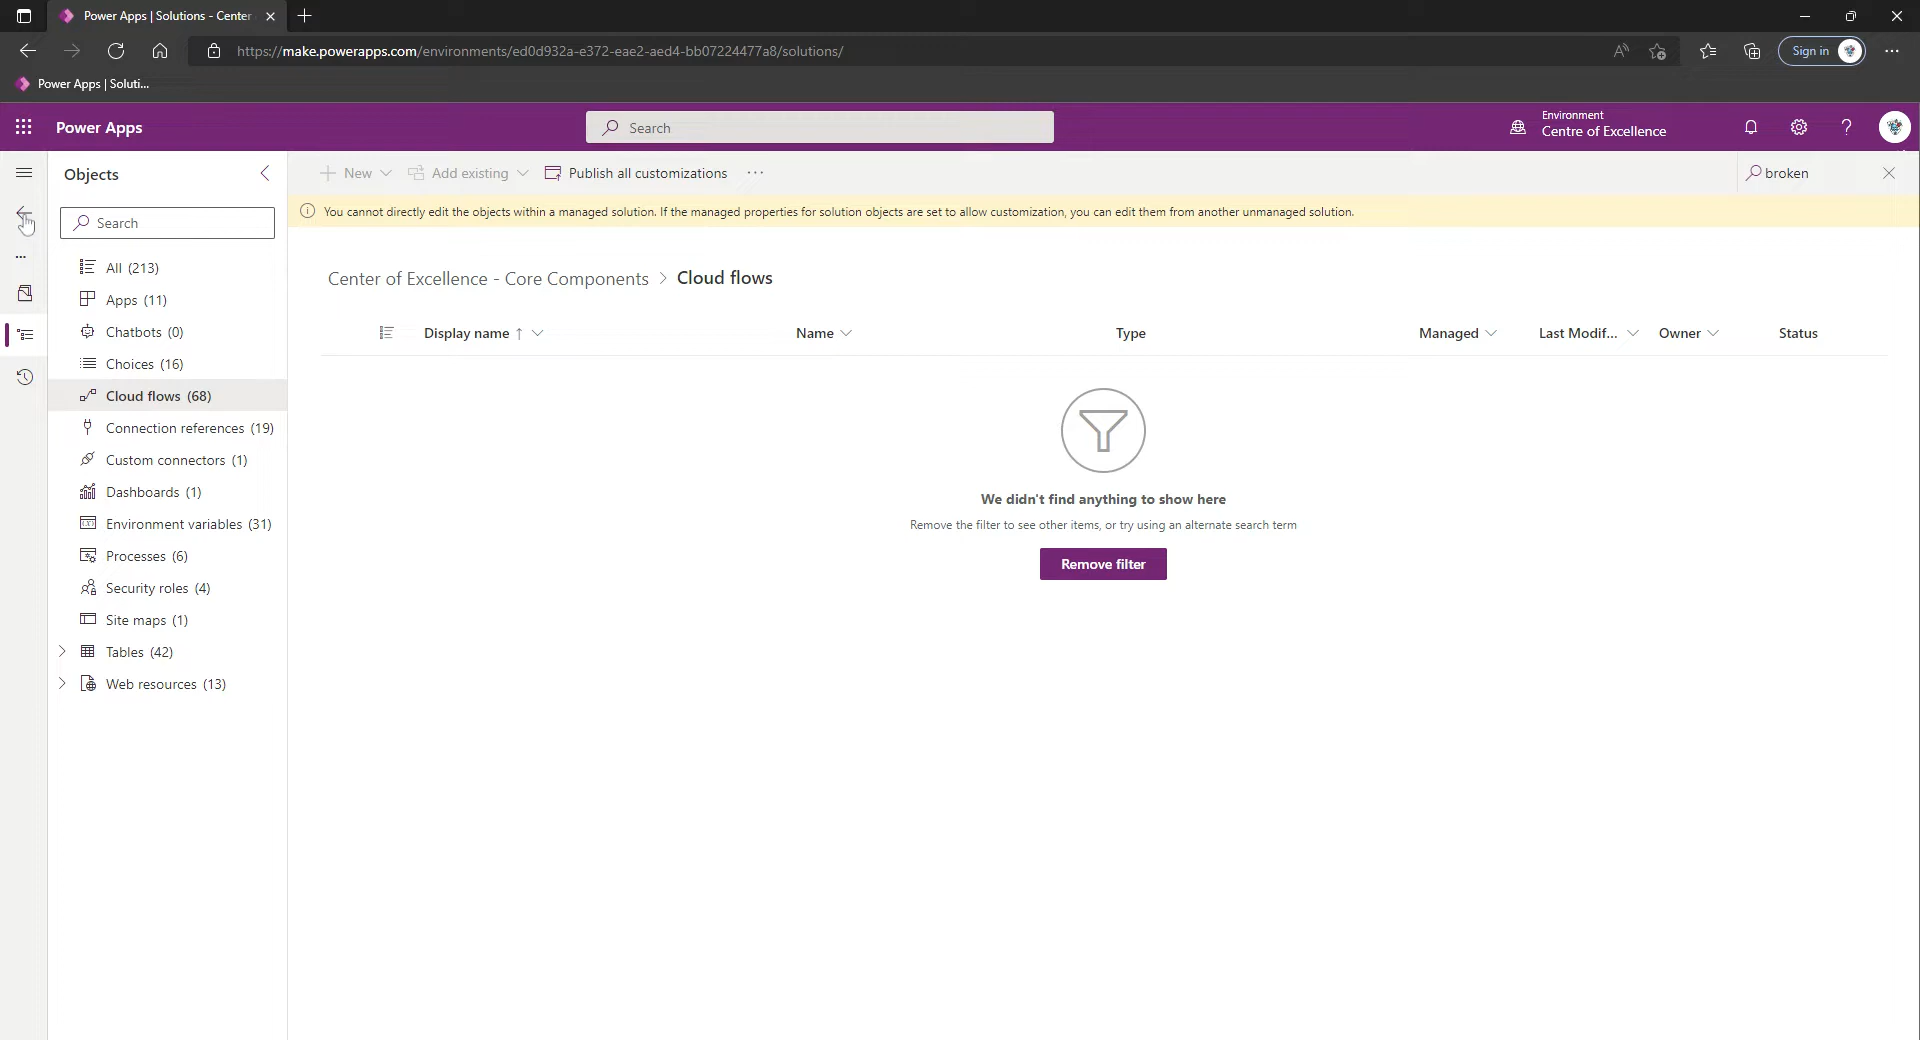 Power Apps | Solutions - Center
https://make.powerapps.com/environments/ed0d932a-e372-eae2-aed4-bb07224477a8/solutions/
Sign in
Power Apps | Soluti...
Power Apps
Search
Environment
Centre of Excellence
Objects
New
Add existing
Publish all customizations
broken
You cannot directly edit the objects within a managed solution. If the managed properties for solution objects are set to allow customization, you can edit them from another unmanaged solution.
Search
All (213)
Apps (11)
Chatbots (0)
Choices (16)
Cloud flows (68)
Connection references (19)
Custom connectors (1)
Dashboards (1)
Environment variables (31)
Processes (6)
Security roles (4)
Site maps (1)
Tables (42)
Web resources (13)
Center of Excellence - Core Components > Cloud flows
Display name ↑ Name Type Managed Last Modif... Owner Status
We didn't find anything to show here
Remove the filter to see other items, or try using an alternate search term
Remove filter